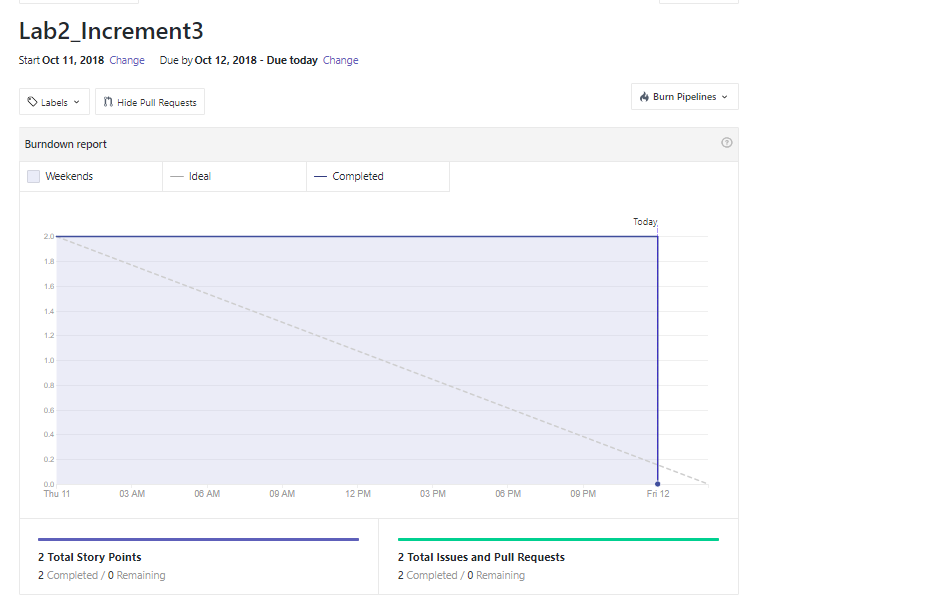 Lab2_Increment3
Start Oct 11, 2018 Change Due by Oct 12, 2018 - Due today Change
Labels Hide Pull Requests Burn Pipelines
Burndown report
Weekends Ideal Completed
Today
2.0
1.8
1.6
1.4
1.2
1.0
0.8
0.6
0.4
0.2
0.0
Thu 11 03 AM 06 AM 09 AM 12 PM 03 PM 06 PM 09 PM Fri 12
2 Total Story Points
2 Completed / 0 Remaining
2 Total Issues and Pull Requests
2 Completed / 0 Remaining